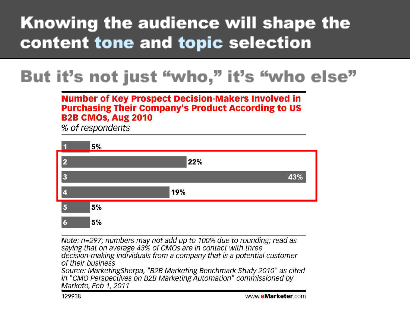 Knowing the audience will shape the
content tone and topic selection
But it's not just “who,” it's “who else”
Number of Key Prospect Decision-Makers Involved in
Purchasing Their Company's Product According to US
B2B CMOs, Aug 2010
% of respondents
1 5%
2 22%
3 43%
4 19%
5 5%
6 5%
Note: n=297; numbers may not add up to 100% due to rounding; read as
saying that on average 43% of CMOs are in contact with three
decision-making individuals from a company that is a potential customer
of their business
Source: MarketingSherpa, "B2B Marketing Benchmark Study 2010" as cited
in "CMO Perspectives on B2B Marketing Automation" commissioned by
Marketo, Feb 1, 2011
129938 www.eMarketer.com